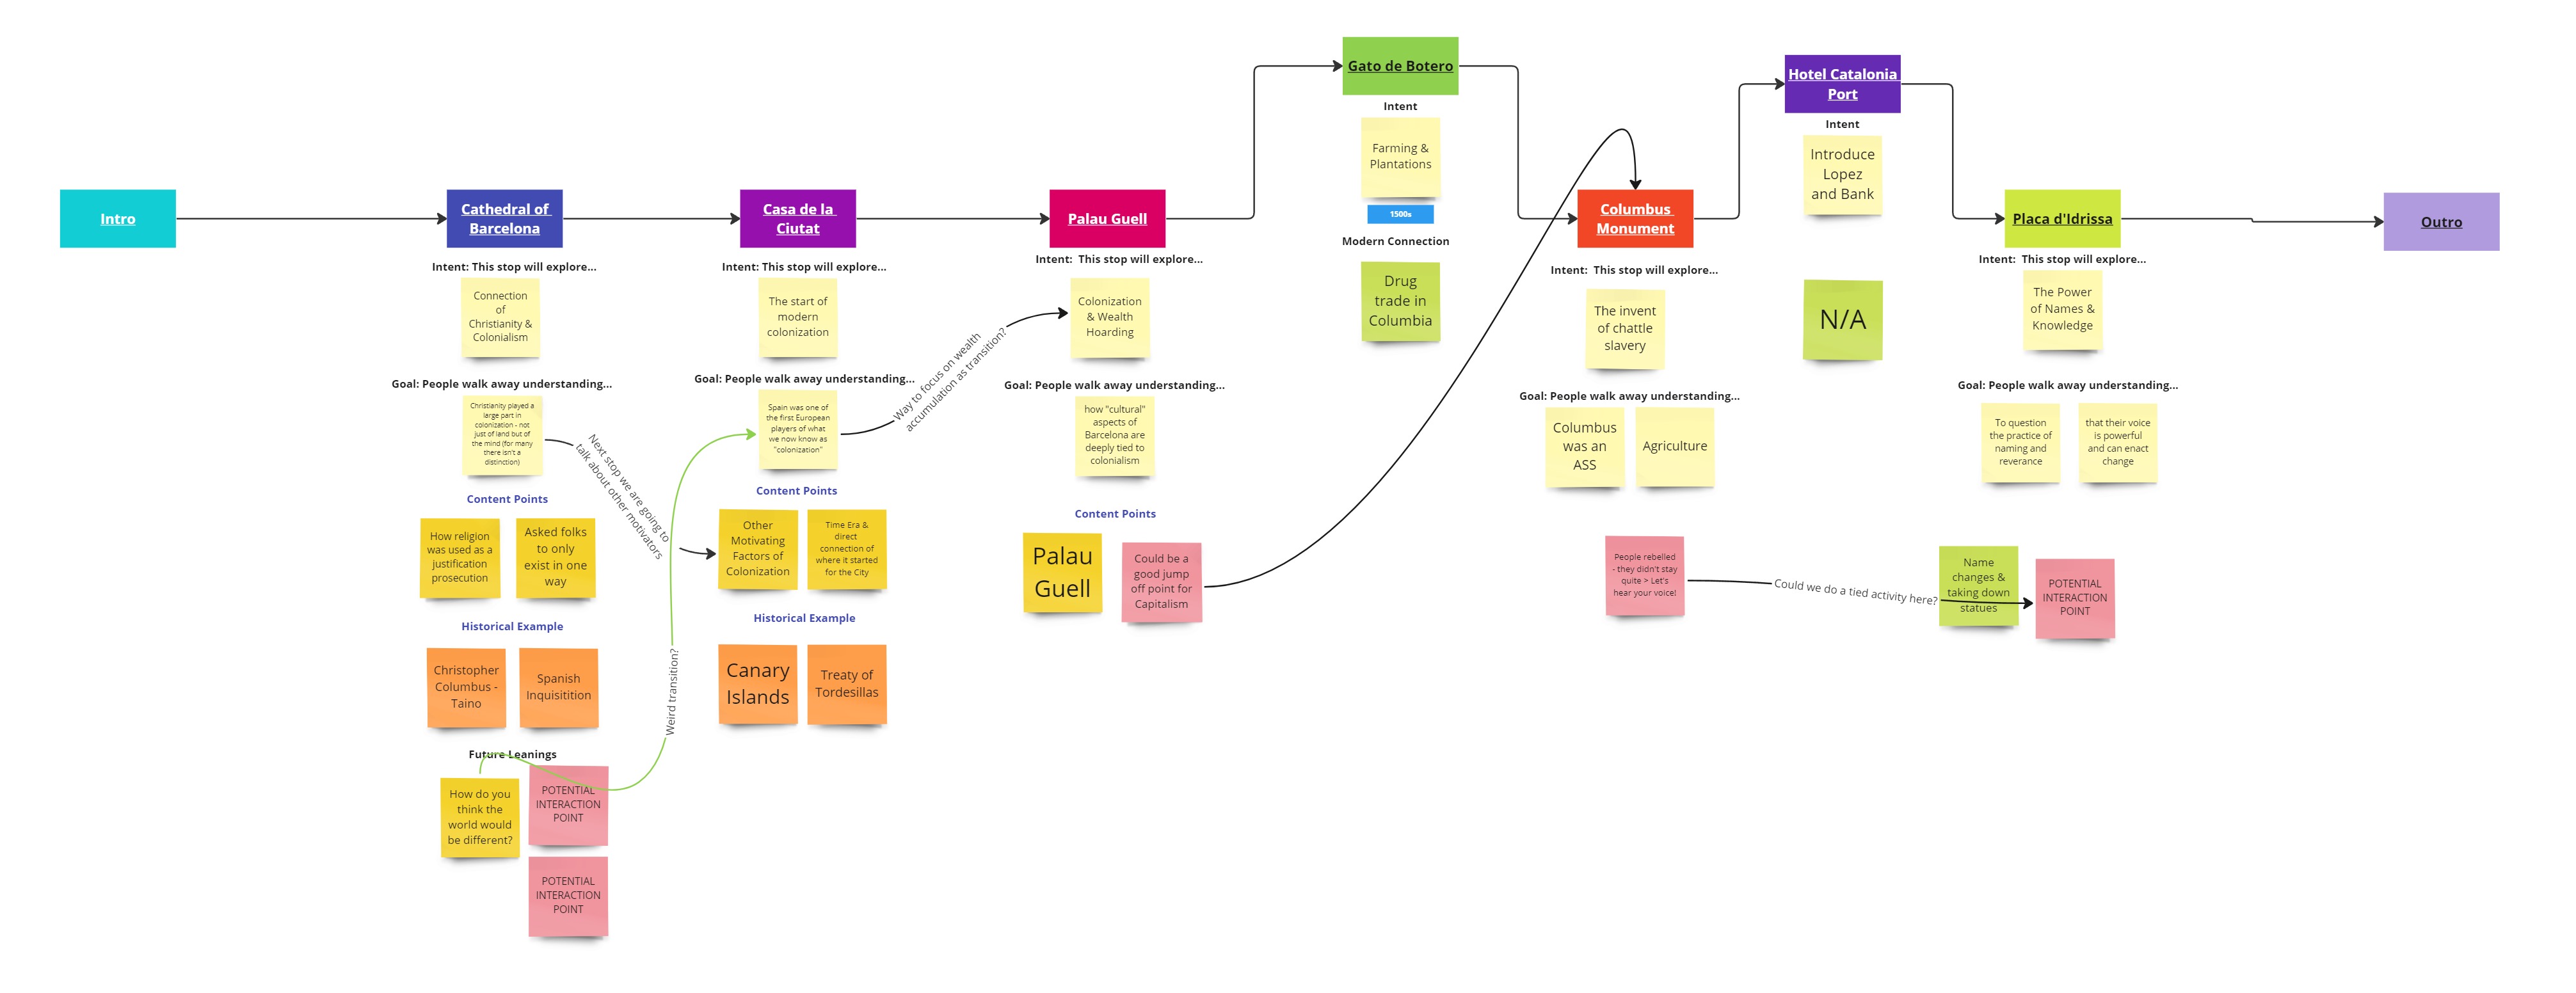 Intro
Cathedral of
Barcelona
Intent: This stop will explore...
Connection
of
Christianity &
Colonialism
Goal: People walk away understanding...
Christianity played a
large part in
colonization - not
just of land but of
the mind (for many
there isn't a
distinction)
Next stop we are going to
talk about other motivators
Content Points
How religion
was used as a
justification
prosecution
Asked folks
to only
exist in one
way
Historical Example
Christopher
Columbus -
Taino
Spanish
Inquisitition
Future Leanings
How do you
think the
world would
be different?
POTENTIAL
INTERACTION
POINT
POTENTIAL
INTERACTION
POINT
Weird transition?
Casa de la
Ciutat
Intent: This stop will explore...
The start of
modern
colonization
Goal: People walk away understanding...
Spain was one of
the first European
players of what
we now know as
"colonization"
Way to focus on wealth
accumulation as transition?
Content Points
Other
Motivating
Factors of
Colonization
Time Era &
direct
connection of
where it started
for the City
Historical Example
Canary
Islands
Treaty of
Tordesillas
Palau Guell
Intent: This stop will explore...
Colonization
& Wealth
Hoarding
Goal: People walk away understanding...
how "cultural"
aspects of
Barcelona are
deeply tied to
colonialism
Content Points
Palau
Guell
Could be a
good jump
off point for
Capitalism
Gato de Botero
Intent
Farming &
Plantations
1500s
Modern Connection
Drug
trade in
Columbia
Columbus
Monument
Intent: This stop will explore...
The invent
of chattle
slavery
Goal: People walk away understanding...
Columbus
was an
ASS
Agriculture
People rebelled
- they didn't stay
quite > Let's
hear your voice!
Could we do a tied activity here?
Hotel Catalonia
Port
Intent
Introduce
Lopez
and Bank
N/A
Placa d'Idrissa
Intent: This stop will explore...
The Power
of Names &
Knowledge
Goal: People walk away understanding...
To question
the practice of
naming and
reverance
that their voice
is powerful
and can enact
change
Name
changes &
taking down
statues
POTENTIAL
INTERACTION
POINT
Outro